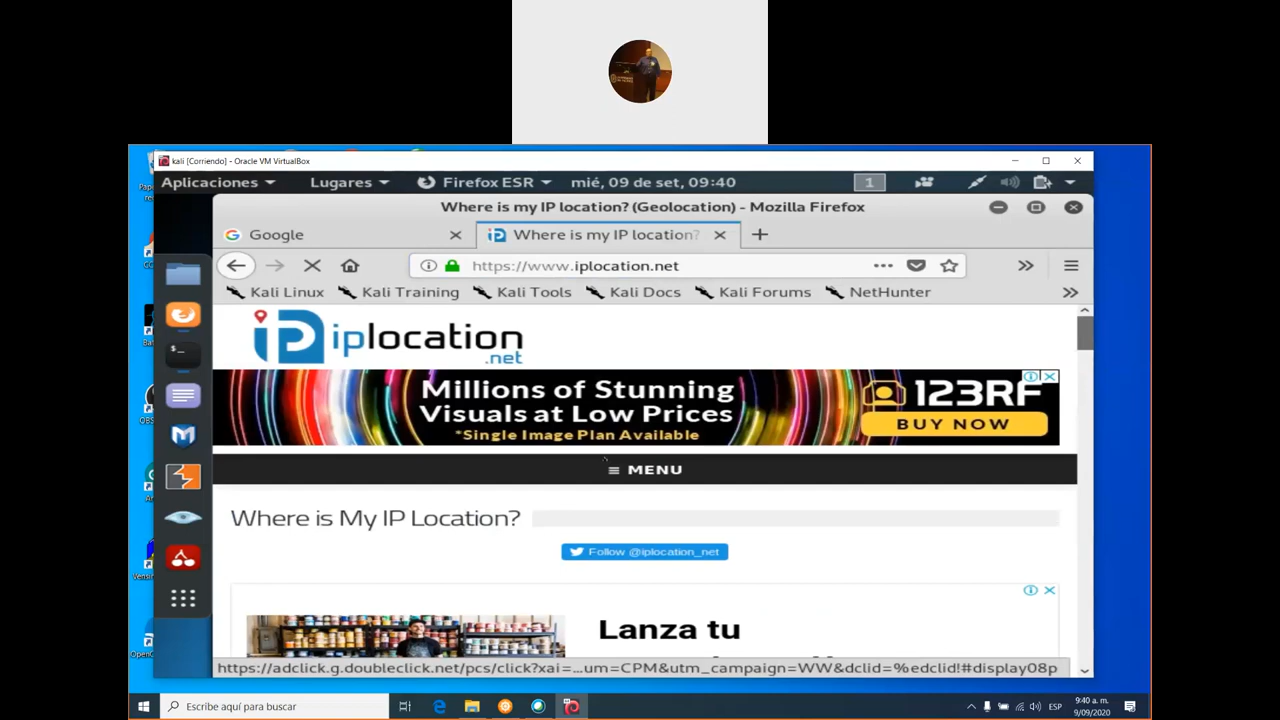 kali [Corriendo] - Oracle VM VirtualBox
Aplicaciones Lugares Firefox ESR mié, 09 de set, 09:40 1
Where is my IP location? (Geolocation) - Mozilla Firefox
Google Where is my IP location?
https://www.iplocation.net
Kali Linux Kali Training Kali Tools Kali Docs Kali Forums NetHunter
iplocation
.net
Millions of Stunning
Visuals at Low Prices
*Single Image Plan Available
123RF
BUY NOW
MENU
Where is My IP Location?
Follow @iplocation_net
Lanza tu
https://adclick.g.doubleclick.net/pcs/click?xai=...um=CPM&utm_campaign=WW&dclid=%edclid!#display08p
Escribe aquí para buscar
ESP
9:40 a. m.
9/09/2020